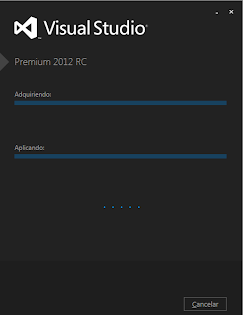 Visual Studio
Premium 2012 RC
Adquiriendo:
Aplicando:
Cancelar